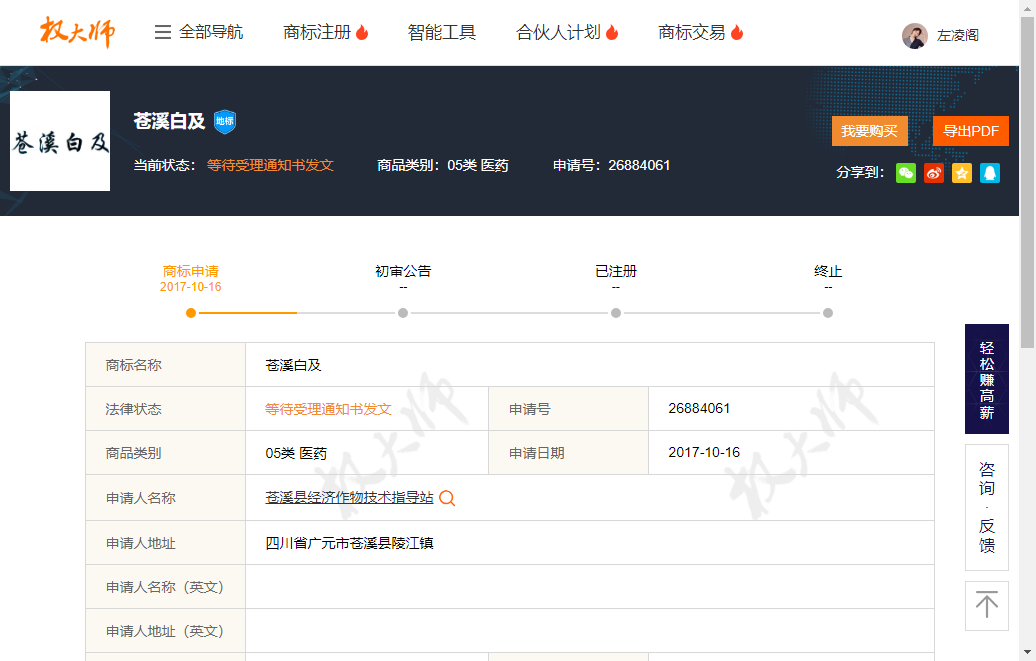 权大师 全部导航 商标注册 智能工具 合伙人计划 商标交易 左凌阁
苍溪白及
苍溪白及 地标
我要购买 导出PDF
当前状态： 等待受理通知书发文 商品类别：05类 医药 申请号：26884061
分享到：
商标申请 初审公告 已注册 终止
2017-10-16 -- -- --
商标名称 苍溪白及
法律状态 等待受理通知书发文 申请号 26884061
商品类别 05类 医药 申请日期 2017-10-16
申请人名称 苍溪县经济作物技术指导站
申请人地址 四川省广元市苍溪县陵江镇
申请人名称（英文）
申请人地址（英文）
权大师 权大师
轻松赚高薪
咨询·反馈